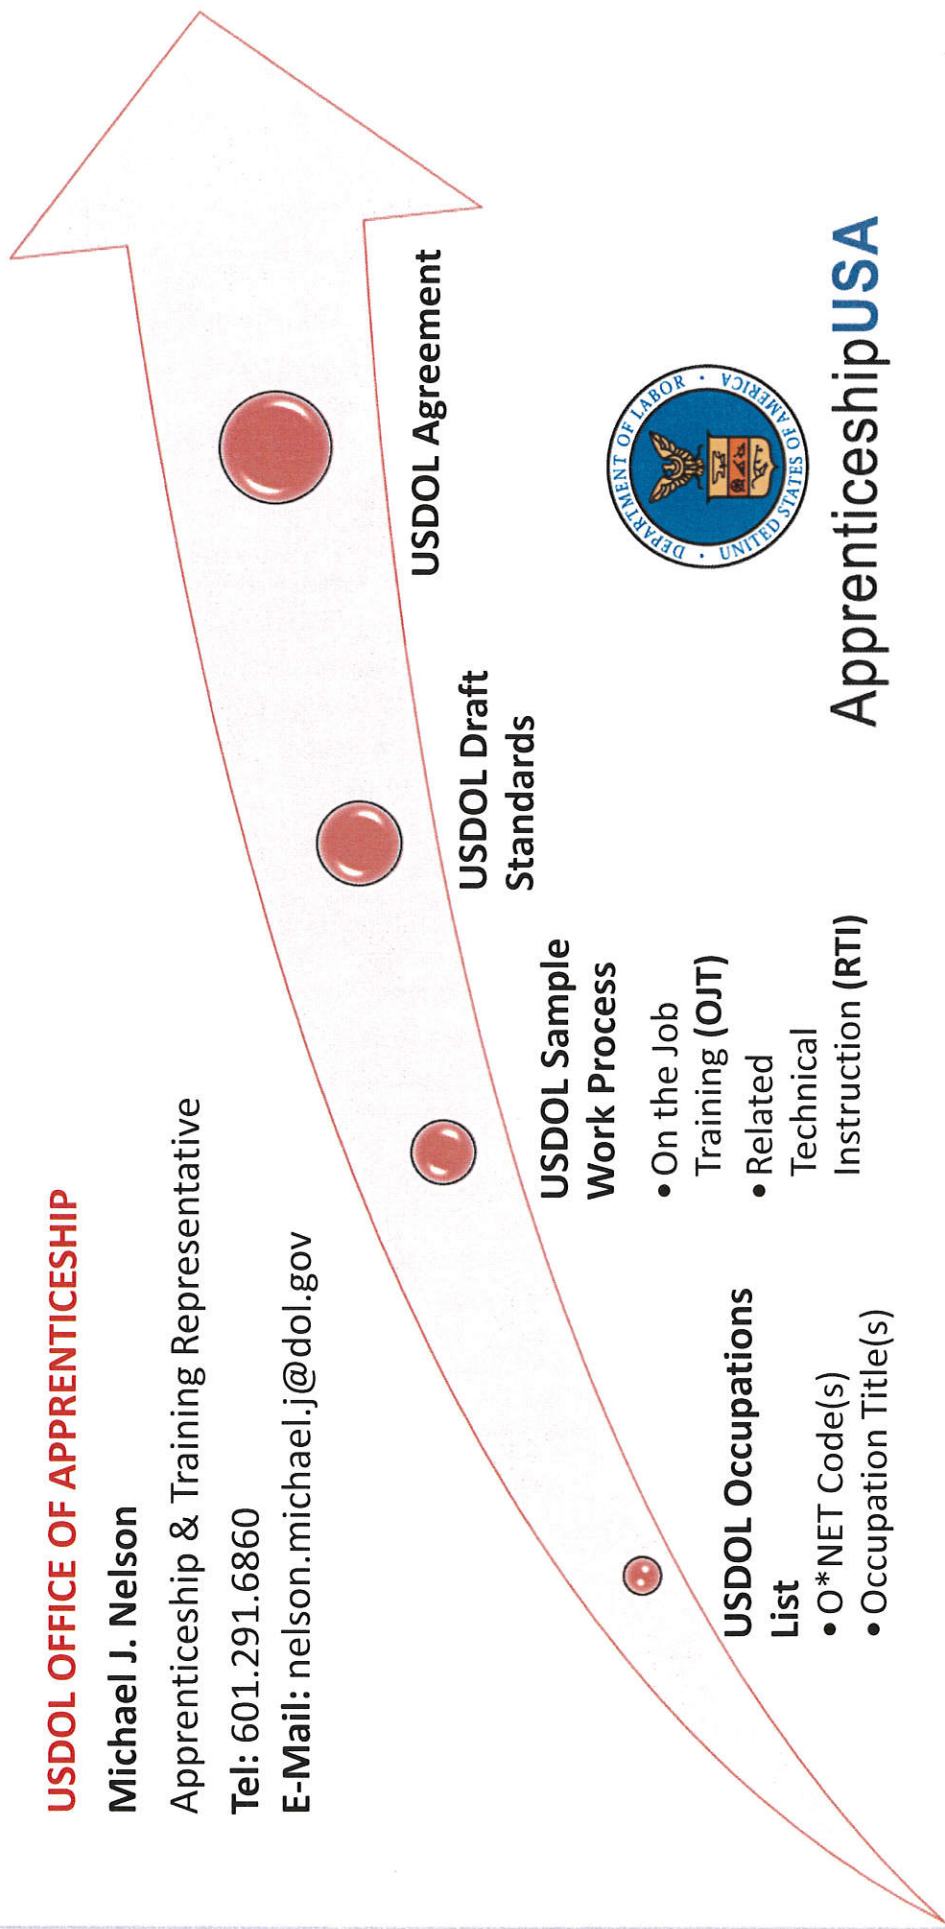 USDOL OFFICE OF APPRENTICESHIP
Michael J. Nelson
Apprenticeship & Training Representative
Tel: 601.291.6860
E-Mail: nelson.michael.j@dol.gov
USDOL Occupations
List
• O*NET Code(s)
• Occupation Title(s)
USDOL Sample
Work Process
• On the Job
Training (OJT)
• Related
Technical
Instruction (RTI)
USDOL Draft
Standards
USDOL Agreement
DEPARTMENT OF LABOR
UNITED STATES OF AMERICA
ApprenticeshipUSA